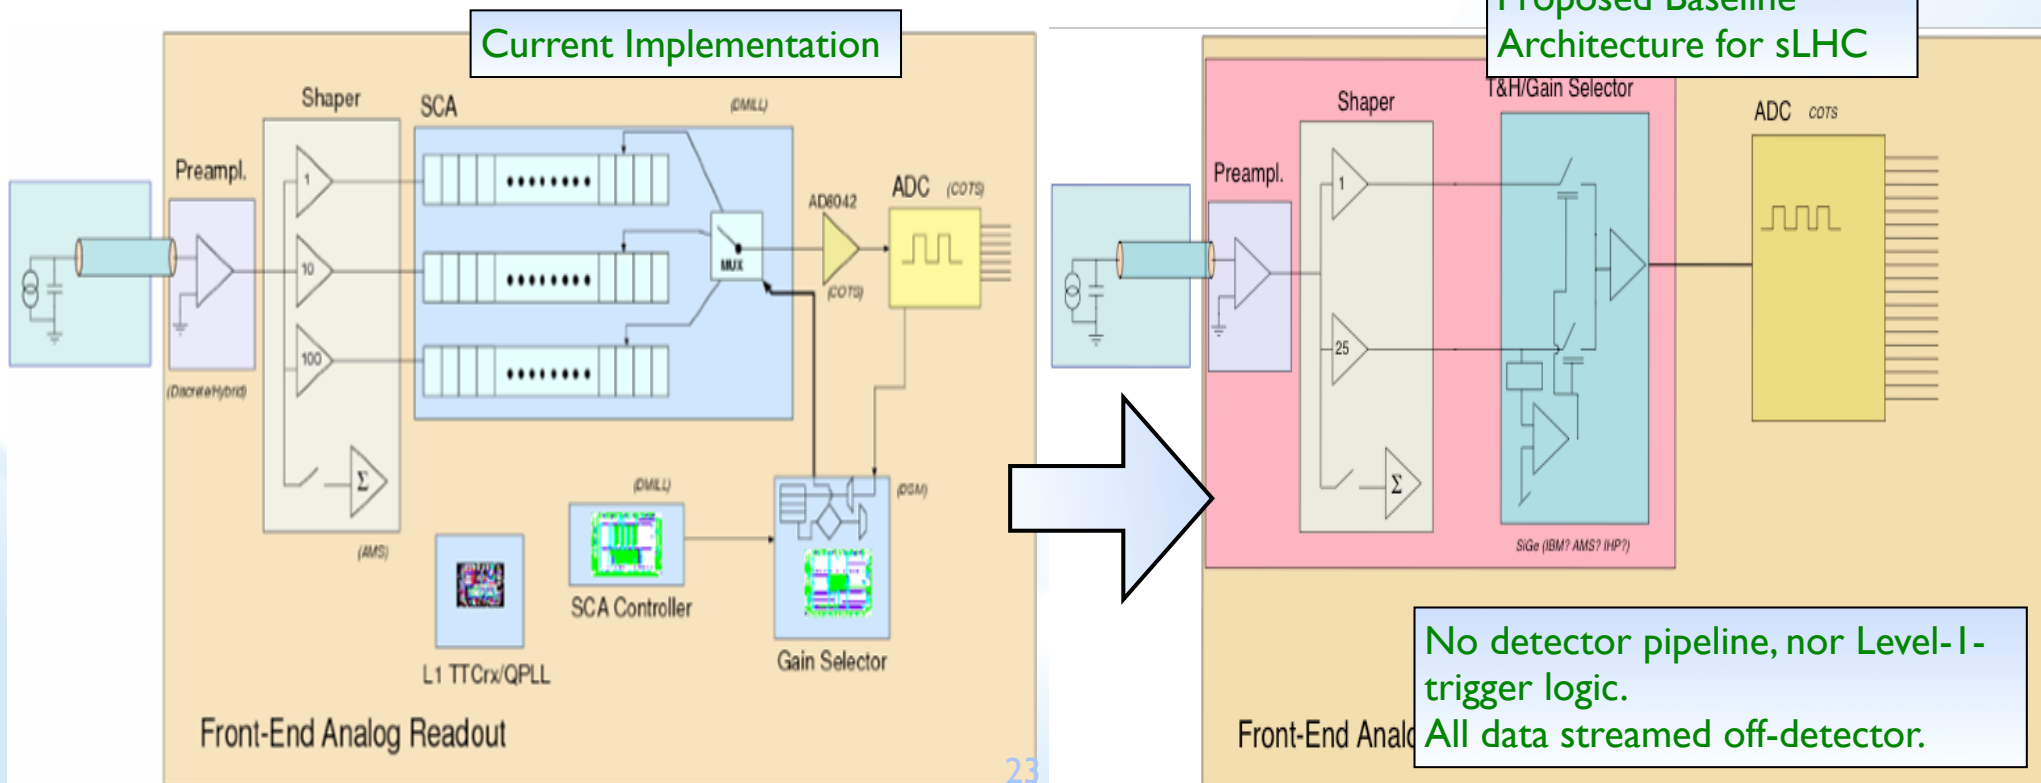 Current Implementation
Shaper
SCA
(DMILL)
Preampl.
1
10
100
MUX
AD8042
(COTS)
ADC (COTS)
(Discrete/Hybrid)
Σ
(AMS)
(DMILL)
(DSM)
SCA Controller
Gain Selector
L1 TTCrx/QPLL
Front-End Analog Readout
23
Proposed Baseline
Architecture for sLHC
T&H/Gain Selector
Shaper
ADC COTS
Preampl.
1
25
Σ
SiGe (IBM? AMS? IHP?)
No detector pipeline, nor Level-1-
trigger logic.
All data streamed off-detector.
Front-End Analo